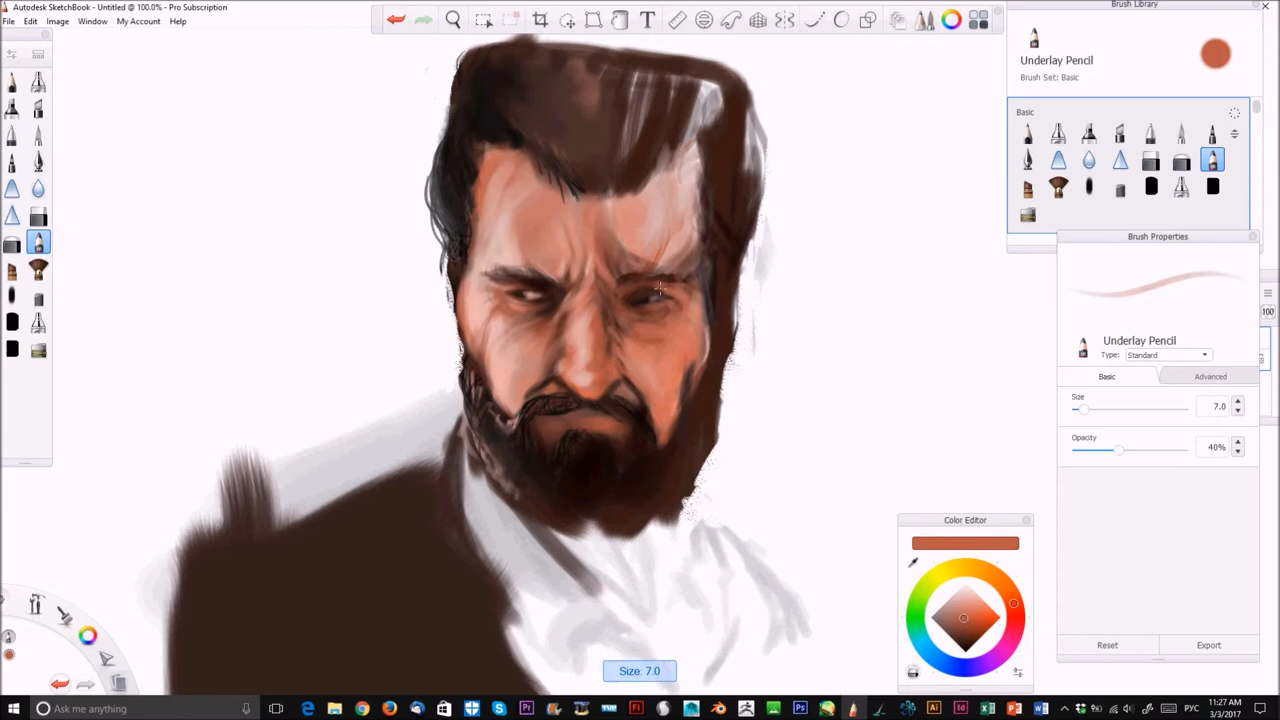 Autodesk SketchBook - Untitled @ 100.0% - Pro Subscription
File Edit Image Window My Account Help
T
Brush Library
Underlay Pencil
Brush Set: Basic
Basic
Brush Properties
100
Underlay Pencil
Type: Standard
Basic Advanced
Size
7.0
Opacity
40%
Color Editor
Reset Export
Size: 7.0
Ask me anything
РУС
11:27 AM
3/3/2017